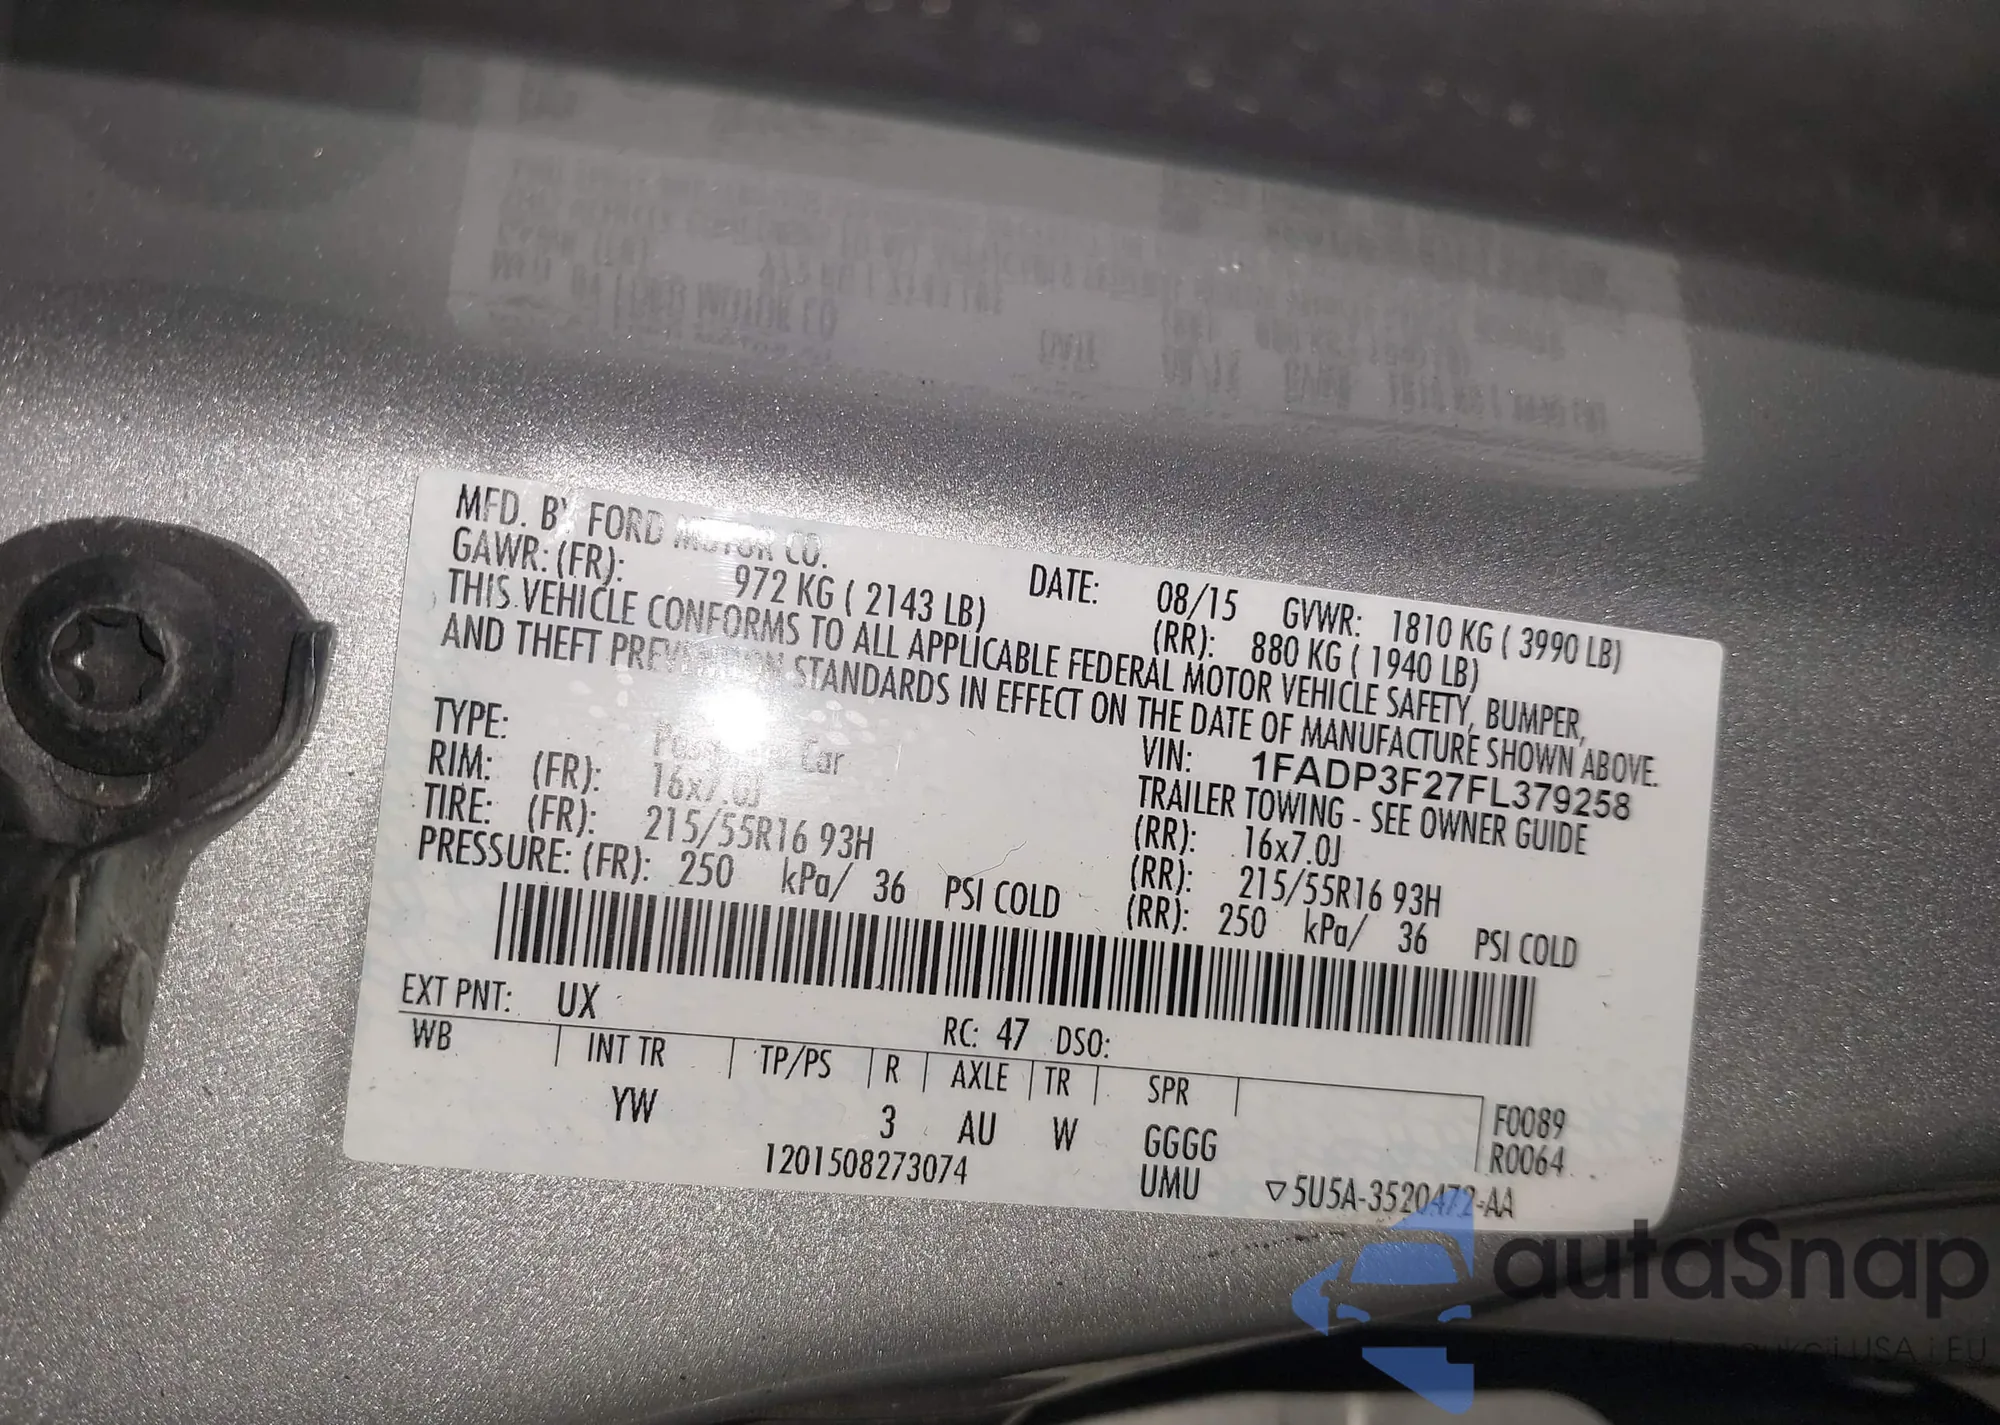 MFD. BY FORD MOTOR CO.
DATE: 08/15 GVWR: 1810 KG ( 3990 LB)
GAWR: (FR): 972 KG ( 2143 LB) (RR): 880 KG ( 1940 LB)
THIS VEHICLE CONFORMS TO ALL APPLICABLE FEDERAL MOTOR VEHICLE SAFETY, BUMPER,
AND THEFT PREVENTION STANDARDS IN EFFECT ON THE DATE OF MANUFACTURE SHOWN ABOVE.
VIN: 1FADP3F27FL379258
TYPE: Passenger Car TRAILER TOWING - SEE OWNER GUIDE
RIM: (FR): 16x7.0J (RR): 16x7.0J
TIRE: (FR): 215/55R16 93H (RR): 215/55R16 93H
PRESSURE: (FR): 250 kPa/ 36 PSI COLD (RR): 250 kPa/ 36 PSI COLD
EXT PNT: UX RC: 47 DSO:
WB INT TR TP/PS R AXLE TR SPR F0089
YW 3 AU W GGGG R0064
1201508273074 UMU ▽5U5A-3520472-AA
autaSnap
USA i EU